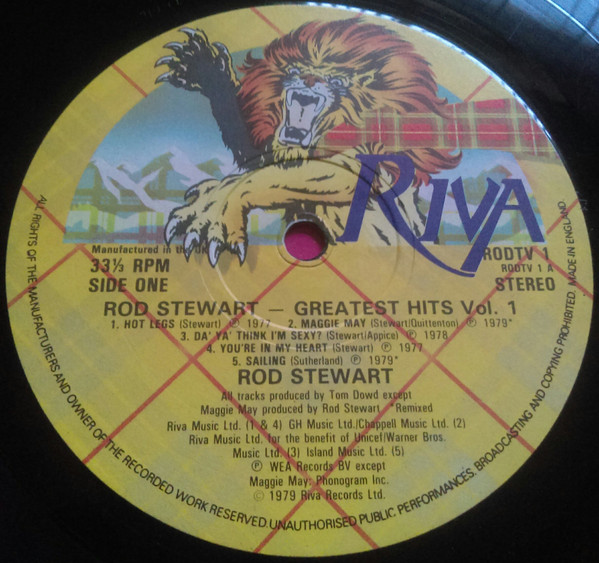 RIVA
Manufactured in the UK
33⅓ RPM
SIDE ONE
RODTV 1
RODTV 1 A
STEREO
ROD STEWART — GREATEST HITS Vol. 1
1. HOT LEGS (Stewart) Ⓟ 1977 2. MAGGIE MAY (Stewart/Quittenton) Ⓟ 1979*
3. DA' YA' THINK I'M SEXY? (Stewart/Appice) Ⓟ 1978
4. YOU'RE IN MY HEART (Stewart) Ⓟ 1977
5. SAILING (Sutherland) Ⓟ 1979*
ROD STEWART
All tracks produced by Tom Dowd except
Maggie May produced by Rod Stewart *Remixed
Riva Music Ltd. (1 & 4) GH Music Ltd./Chappell Music Ltd. (2)
Riva Music Ltd. for the benefit of Unicef/Warner Bros.
Music Ltd. (3) Island Music Ltd. (5)
Ⓟ WEA Records BV except
Maggie May: Phonogram Inc.
© 1979 Riva Records Ltd.
ALL RIGHTS OF THE MANUFACTURERS AND OWNER OF THE RECORDED WORK RESERVED. UNAUTHORISED PUBLIC PERFORMANCES, BROADCASTING AND COPYING PROHIBITED. MADE IN ENGLAND